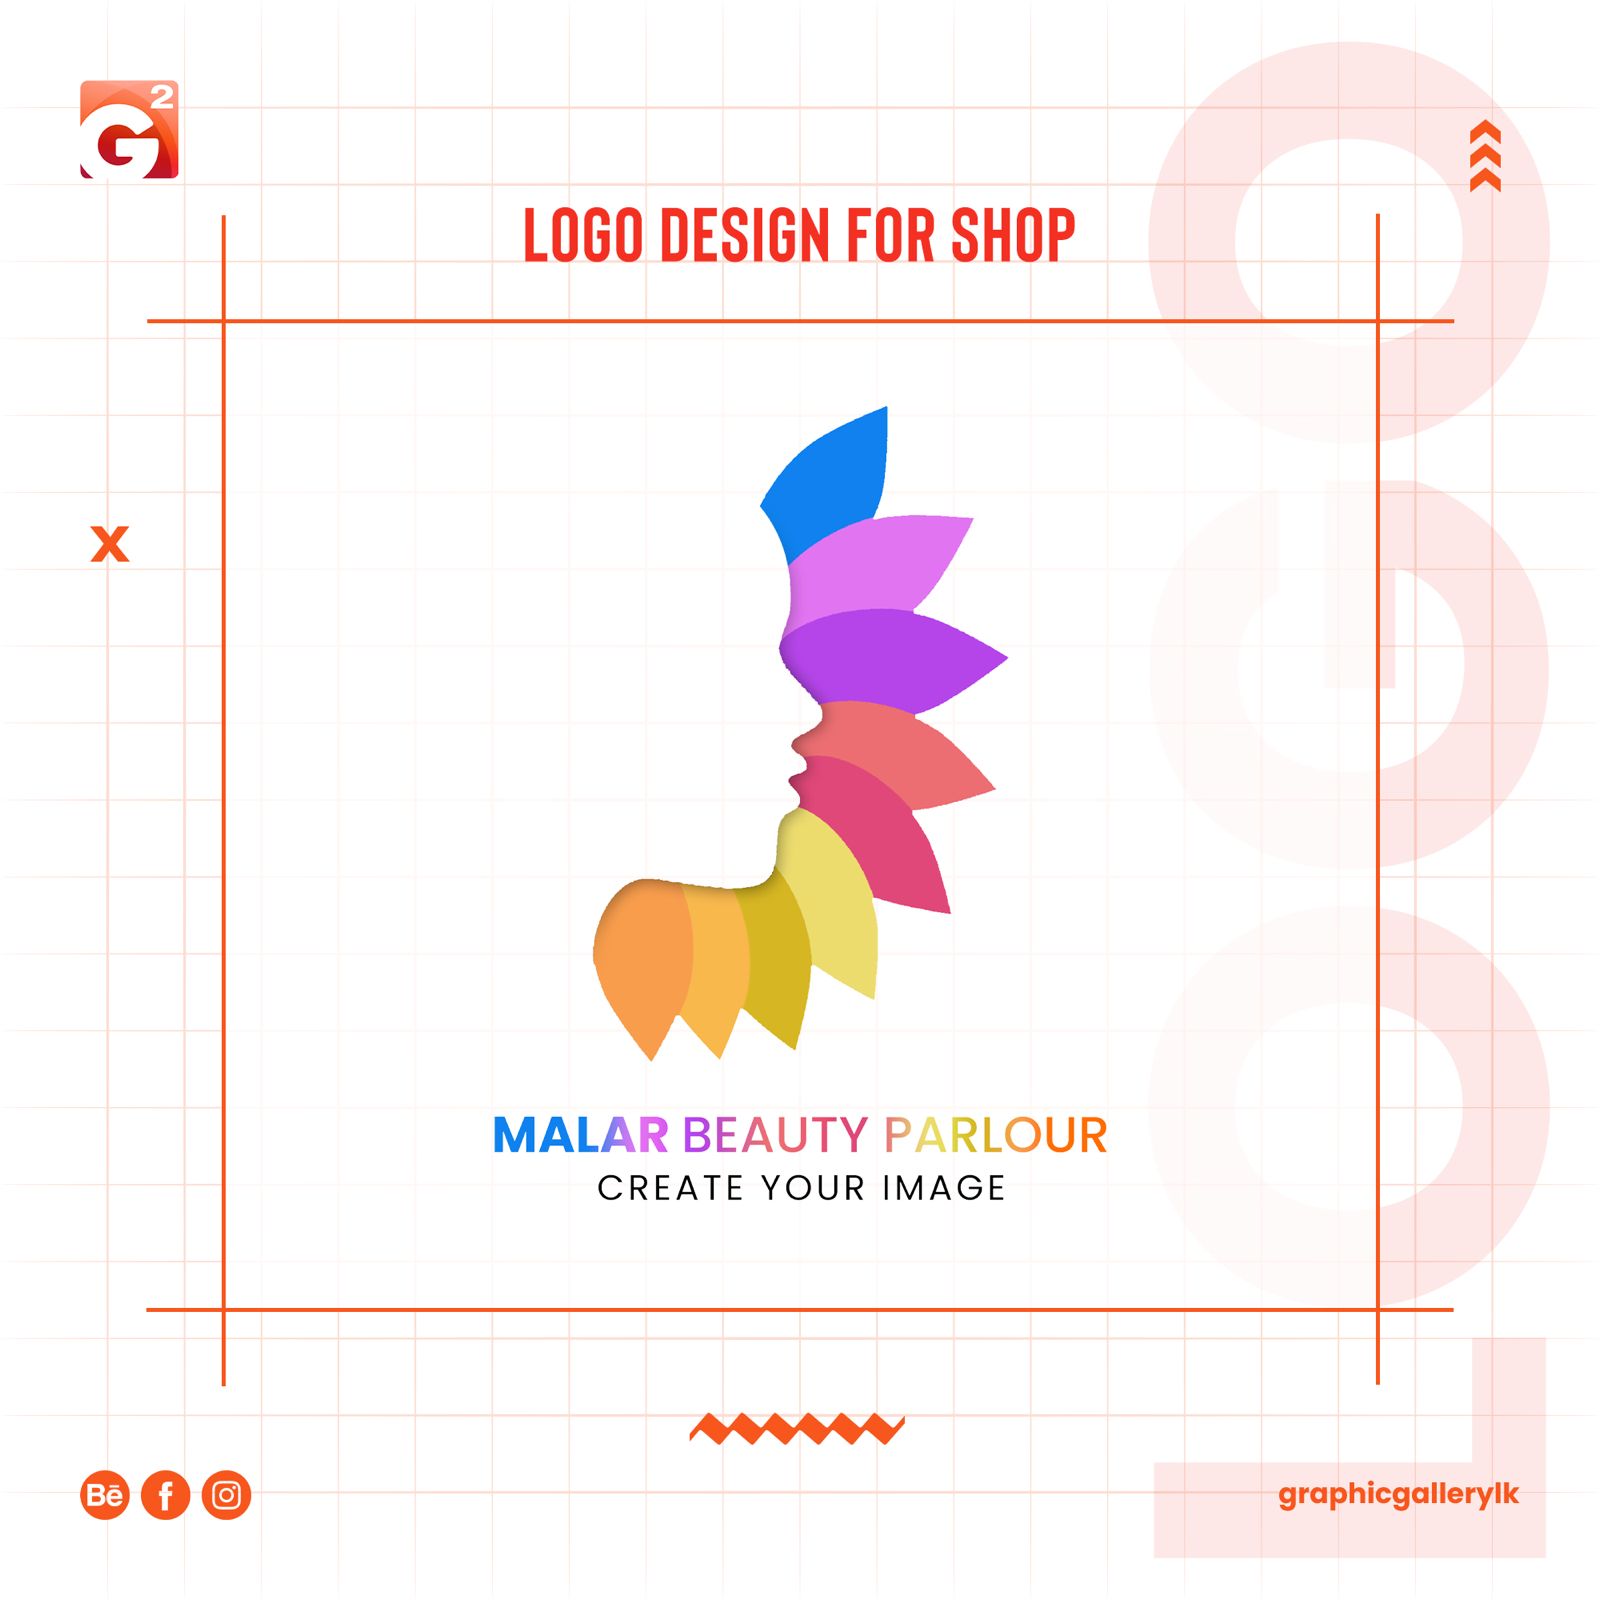 G2
LOGO DESIGN FOR SHOP
x
MALAR BEAUTY PARLOUR
CREATE YOUR IMAGE
Bē f
graphicgallerylk
LOGO